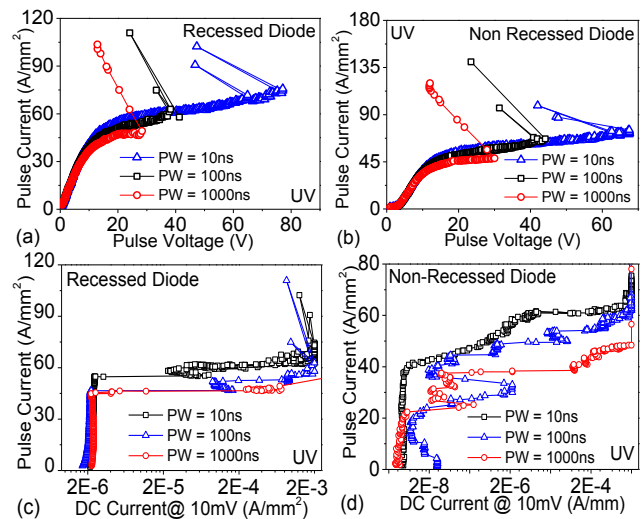 120
90
60
30
0
Pulse Current (A/mm²)
Recessed Diode
PW = 10ns
PW = 100ns
PW = 1000ns
UV
0
20
40
60
80
(a)
Pulse Voltage (V)
180
135
90
45
0
Pulse Current (A/mm²)
UV
Non Recessed Diode
PW = 10ns
PW = 100ns
PW = 1000ns
0
20
40
60
(b)
Pulse Voltage (V)
120
90
60
30
0
Pulse Current (A/mm²)
Recessed Diode
PW = 10ns
PW = 100ns
PW = 1000ns
UV
2E-6
2E-5
2E-4
2E-3
(c)
DC Current@ 10mV (A/mm²)
80
60
40
20
0
Pulse Current (A/mm²)
Non-Recessed Diode
PW = 10ns
PW = 100ns
PW = 1000ns
UV
2E-8
2E-6
2E-4
(d)
DC Current @ 10mV (A/mm)